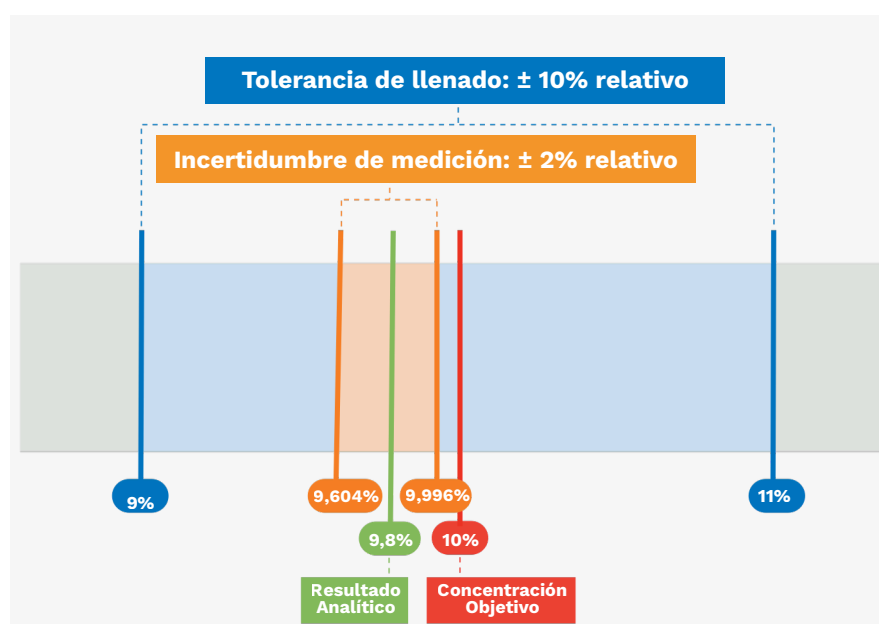 Tolerancia de llenado: ± 10% relativo
Incertidumbre de medición: ± 2% relativo
9%
9,604%
9,996%
11%
9,8%
10%
Resultado
Analítico
Concentración
Objetivo